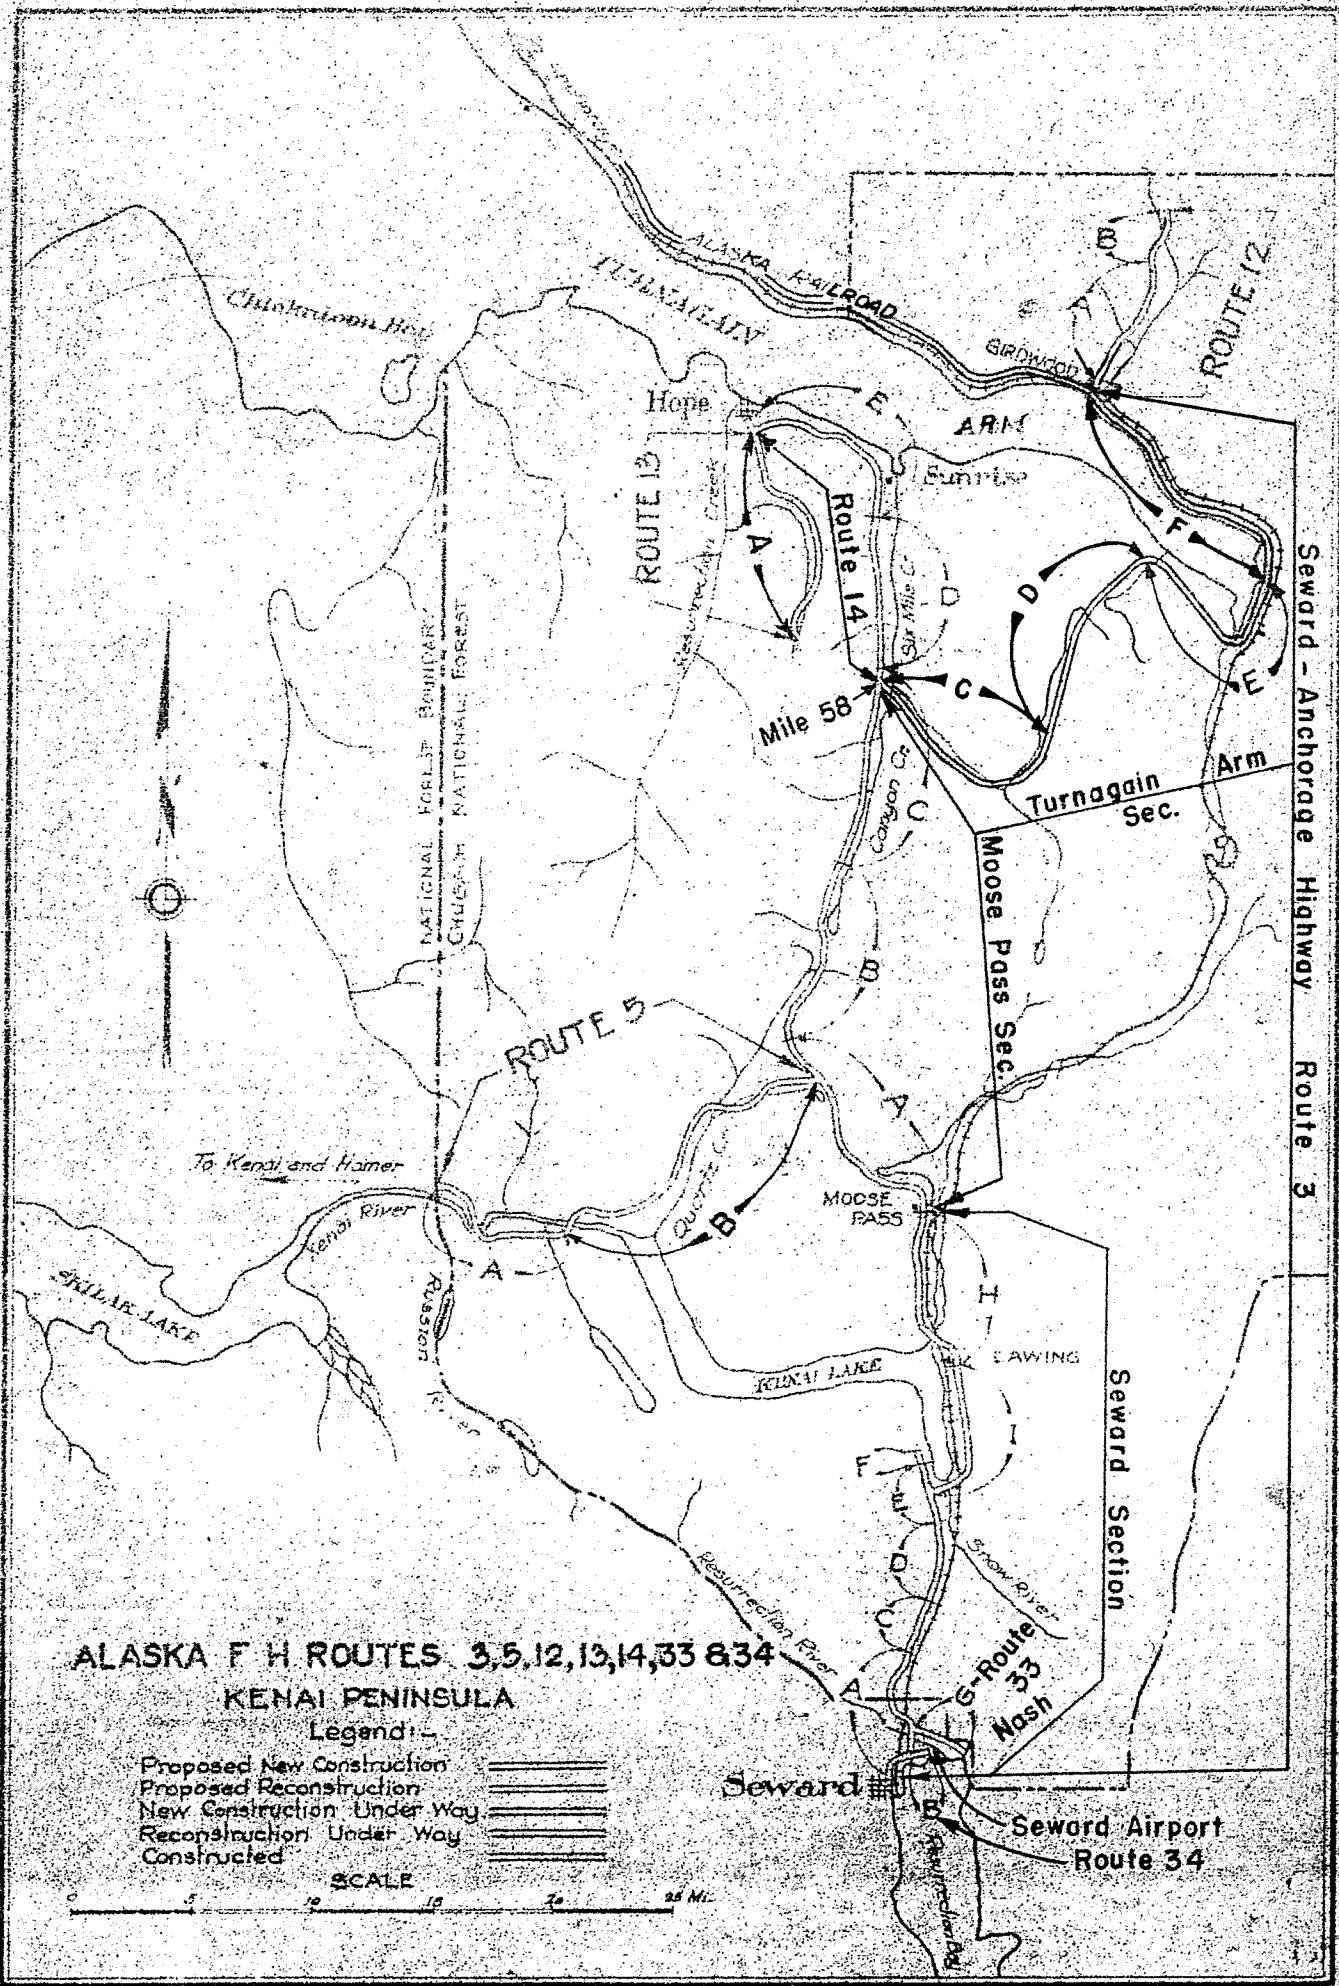 ALASKA RAILROAD
TURNAGAIN
ARM
Chickaloon Bay
GIRDWOOD
B
A
ROUTE 12
Hope
E
Sunrise
ROUTE 13
Resurrection Creek
A
Route 14
D
Six Mile Cr.
F
D
E
C
Mile 58
Canyon Cr.
C
Turnagain Arm
Sec.
Moose Pass Sec.
Seward - Anchorage Highway Route 3
NATIONAL FOREST BOUNDARY
CHUGACH NATIONAL FOREST
B
ROUTE 5
A
To Kenai and Homer
Kenai River
Quartz Cr.
B
MOOSE
PASS
A
SKILAK LAKE
Russian
River
H
LAWING
KENAI LAKE
I
F
E
D
C
Snow River
Seward Section
Resurrection River
A
G-Route
33
Nash
Seward
B
Seward Airport
Route 34
Resurrection Bay
ALASKA F H ROUTES 3,5,12,13,14,33 &34
KENAI PENINSULA
Legend:-
Proposed New Construction
Proposed Reconstruction
New Construction Under Way
Reconstruction Under Way
Constructed
SCALE
0 5 10 15 20 25 Mi.